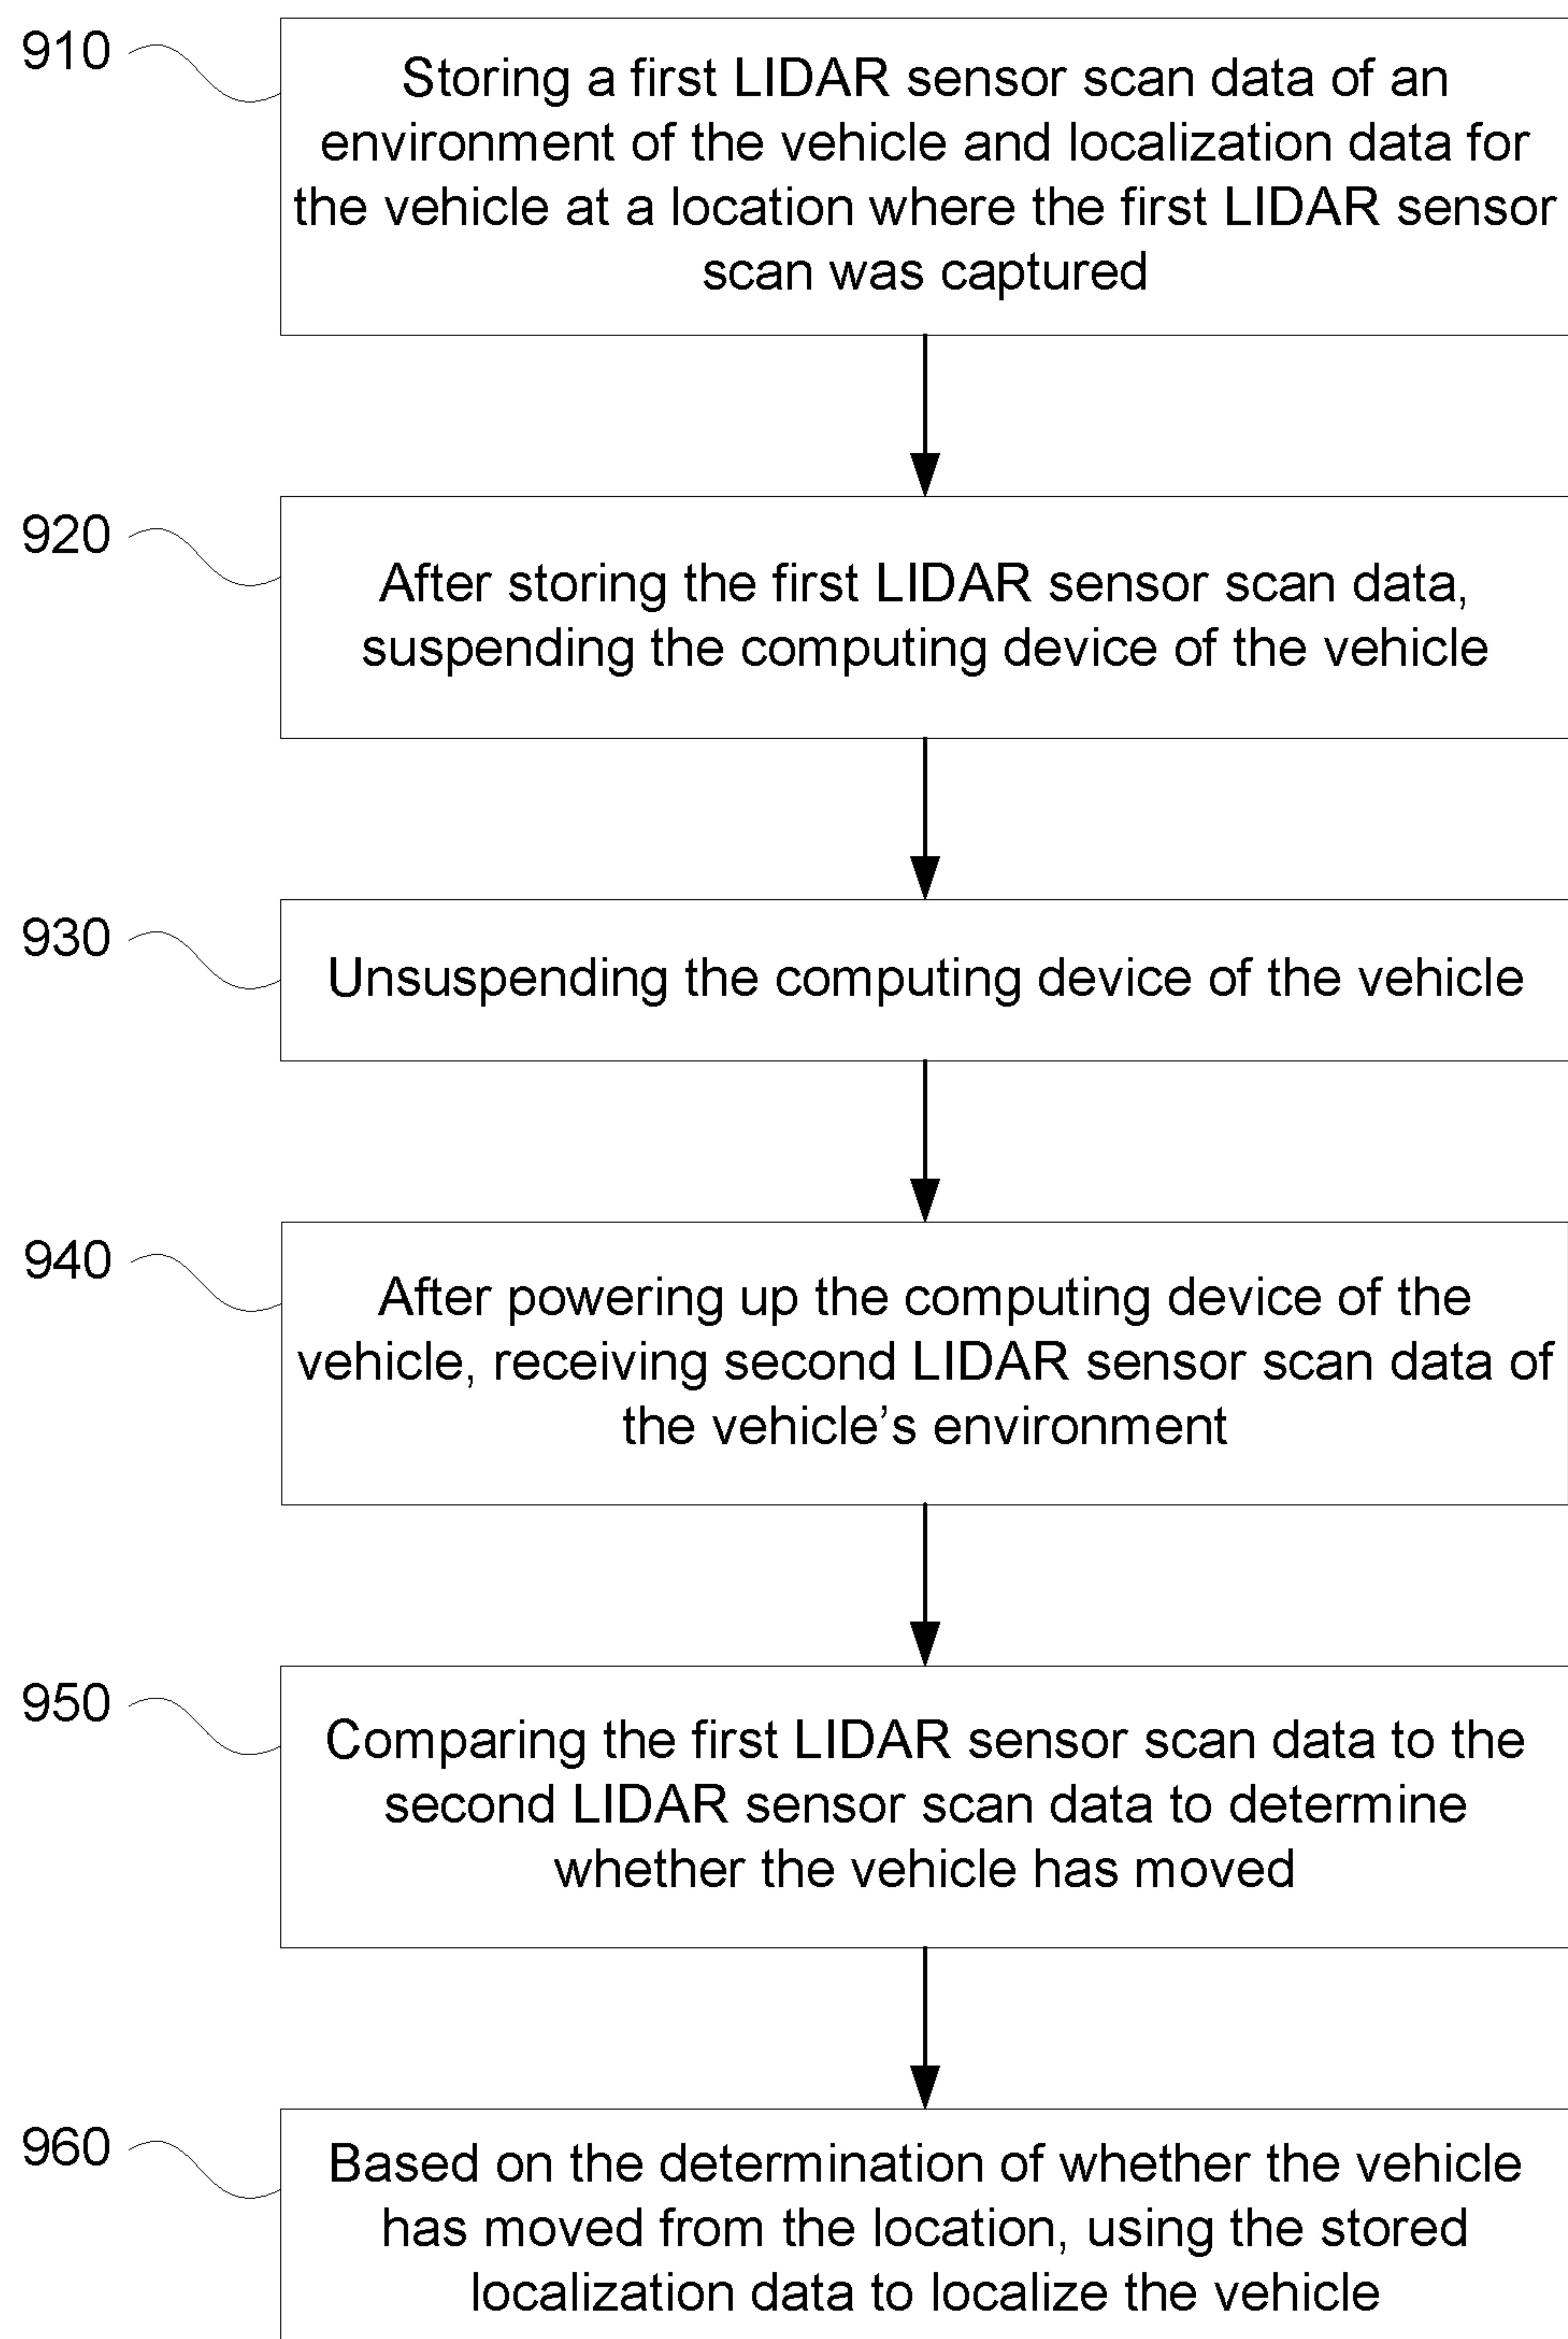 910
Storing a first LIDAR sensor scan data of an
environment of the vehicle and localization data for
the vehicle at a location where the first LIDAR sensor
scan was captured
920
After storing the first LIDAR sensor scan data,
suspending the computing device of the vehicle
930
Unsuspending the computing device of the vehicle
940
After powering up the computing device of the
vehicle, receiving second LIDAR sensor scan data of
the vehicle’s environment
950
Comparing the first LIDAR sensor scan data to the
second LIDAR sensor scan data to determine
whether the vehicle has moved
960
Based on the determination of whether the vehicle
has moved from the location, using the stored
localization data to localize the vehicle